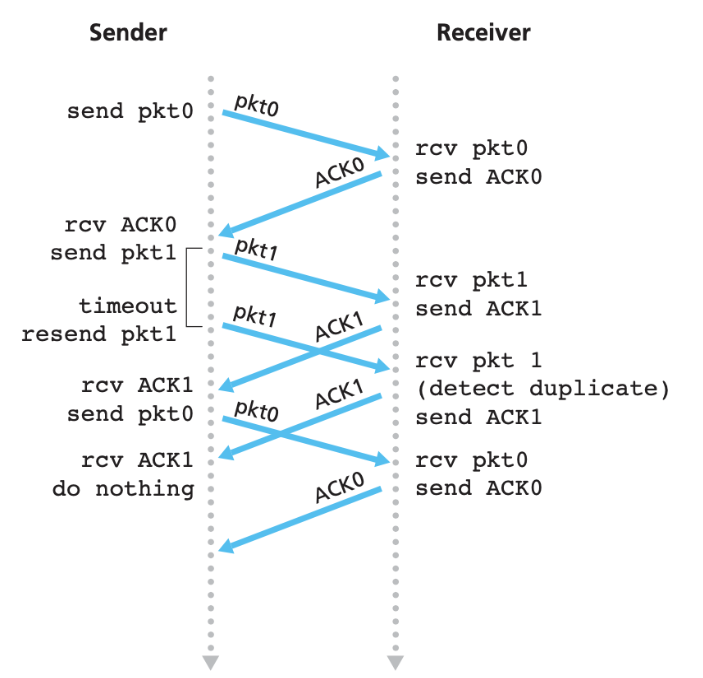 Sender
Receiver
send pkt0
pkt0
rcv pkt0
send ACK0
ACK0
rcv ACK0
send pkt1
pkt1
rcv pkt1
send ACK1
timeout
resend pkt1
pkt1
ACK1
rcv pkt 1
(detect duplicate)
send ACK1
rcv ACK1
send pkt0
pkt0
ACK1
rcv ACK1
do nothing
rcv pkt0
send ACK0
ACK0